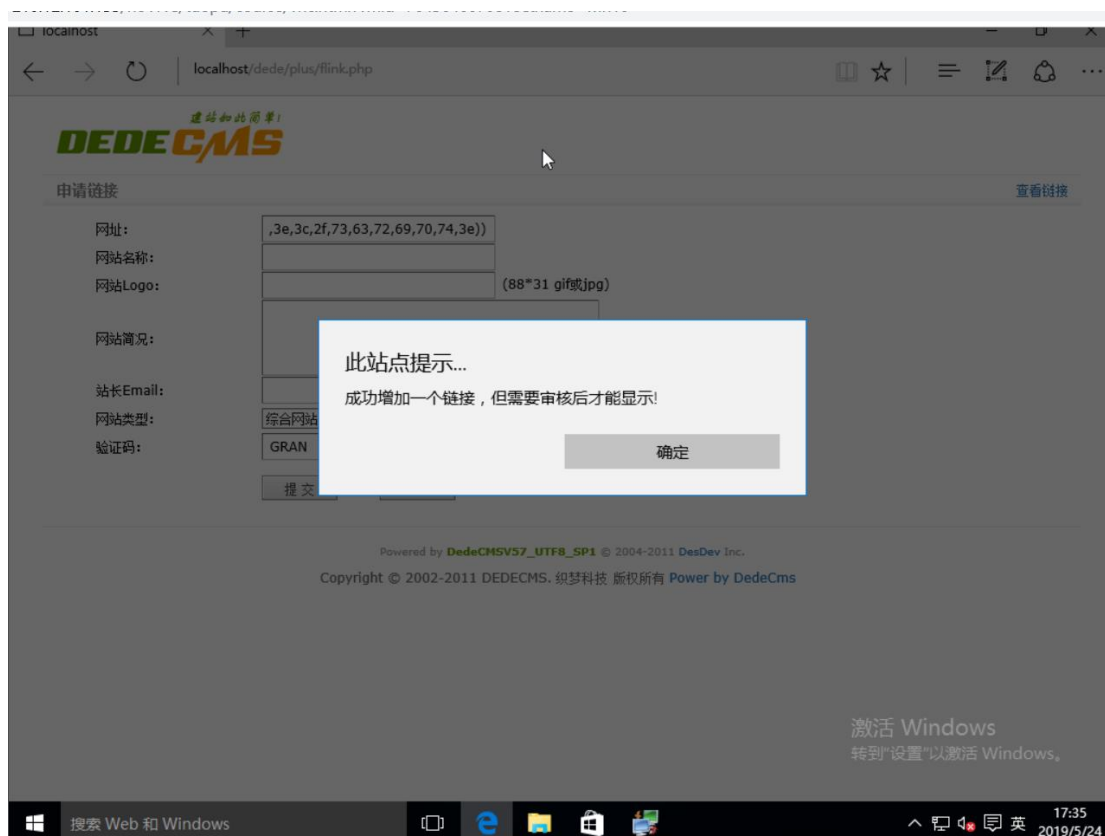 localhost
localhost/dede/plus/flink.php
建站如此简单!
DEDECMS
申请链接 查看链接
网址: ,3e,3c,2f,73,63,72,69,70,74,3e))
网站名称:
网站Logo: (88*31 gif或jpg)
网站简况:
站长Email:
网站类型: 综合网站
验证码: GRAN
提 交
此站点提示...
成功增加一个链接，但需要审核后才能显示!
确定
Powered by DedeCMSV57_UTF8_SP1 © 2004-2011 DesDev Inc.
Copyright © 2002-2011 DEDECMS. 织梦科技 版权所有 Power by DedeCms
激活 Windows
转到"设置"以激活 Windows。
搜索 Web 和 Windows
英
17:35
2019/5/24